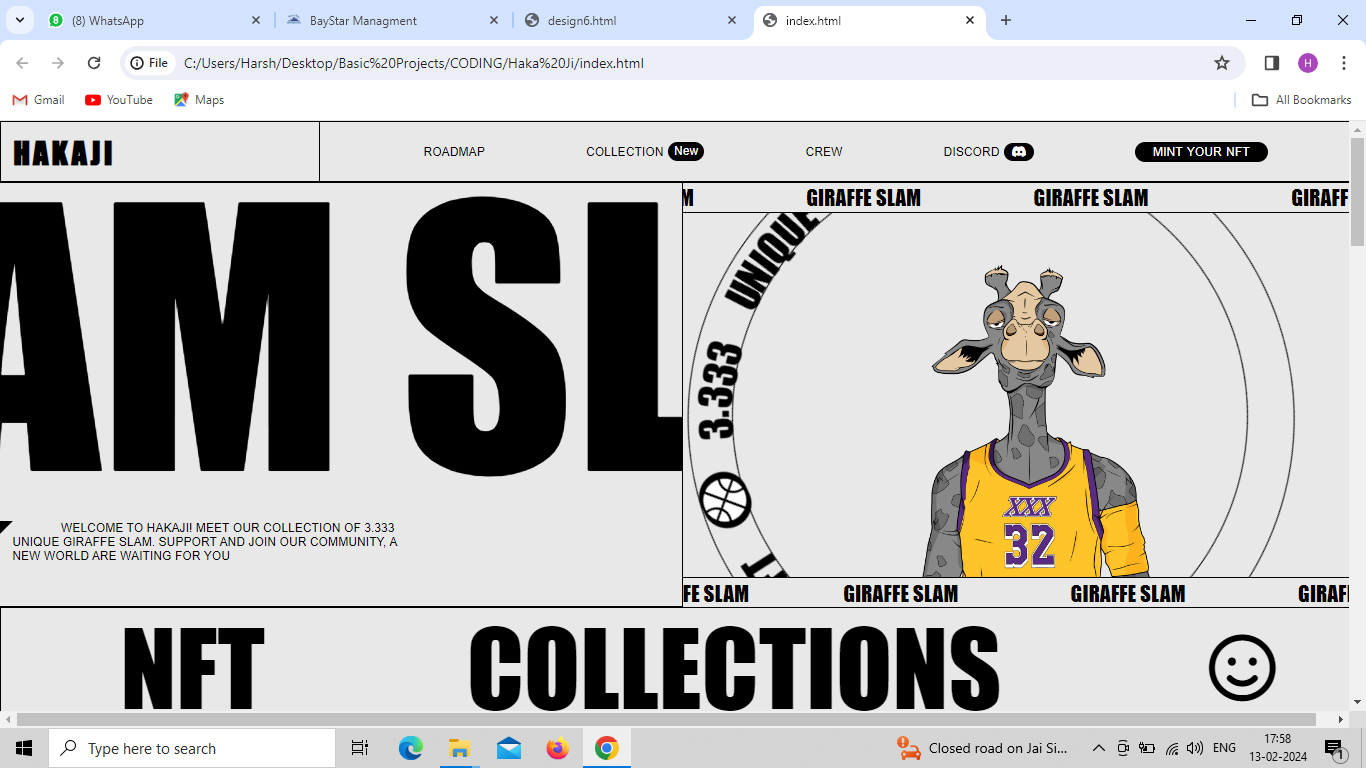 (8) WhatsApp
BayStar Managment
design6.html
index.html
File
C:/Users/Harsh/Desktop/Basic%20Projects/CODING/Haka%20Ji/index.html
H
Gmail
YouTube
Maps
All Bookmarks
HAKAJI
ROADMAP
COLLECTION New
CREW
DISCORD
MINT YOUR NFT
AM SL
WELCOME TO HAKAJI! MEET OUR COLLECTION OF 3.333
UNIQUE GIRAFFE SLAM. SUPPORT AND JOIN OUR COMMUNITY, A
NEW WORLD ARE WAITING FOR YOU
M GIRAFFE SLAM GIRAFFE SLAM GIRAFF
3.333 UNIQUE
XXX
32
FE SLAM GIRAFFE SLAM GIRAFFE SLAM GIRAF
NFT COLLECTIONS
Type here to search
Closed road on Jai Si...
ENG
17:58
13-02-2024
1